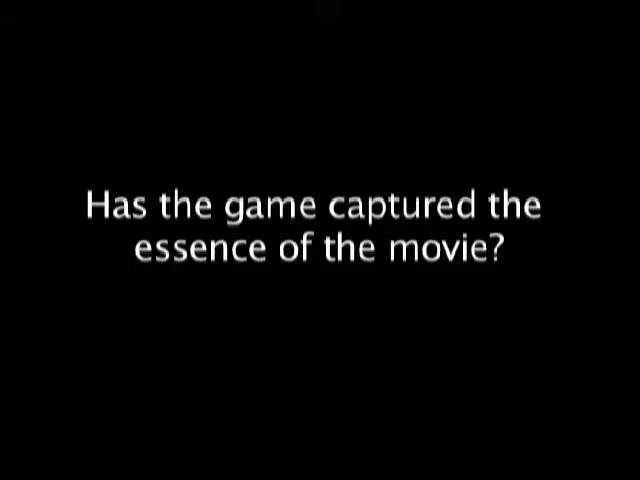 Has the game captured the
essence of the movie?